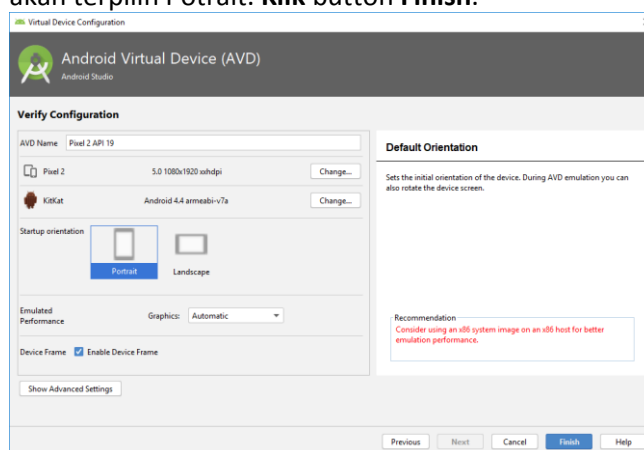 akan terpilih Potrait. Klik button Finish.
Virtual Device Configuration
Android Virtual Device (AVD)
Android Studio
Verify Configuration
AVD Name Pixel 2 API 19
Pixel 2 5.0 1080x1920 xxhdpi Change...
KitKat Android 4.4 armeabi-v7a Change...
Startup orientation
Portrait Landscape
Emulated
Performance Graphics: Automatic
Device Frame Enable Device Frame
Show Advanced Settings
Default Orientation
Sets the initial orientation of the device. During AVD emulation you can
also rotate the device screen.
Recommendation
Consider using an x86 system image on an x86 host for better
emulation performance.
Previous Next Cancel Finish Help